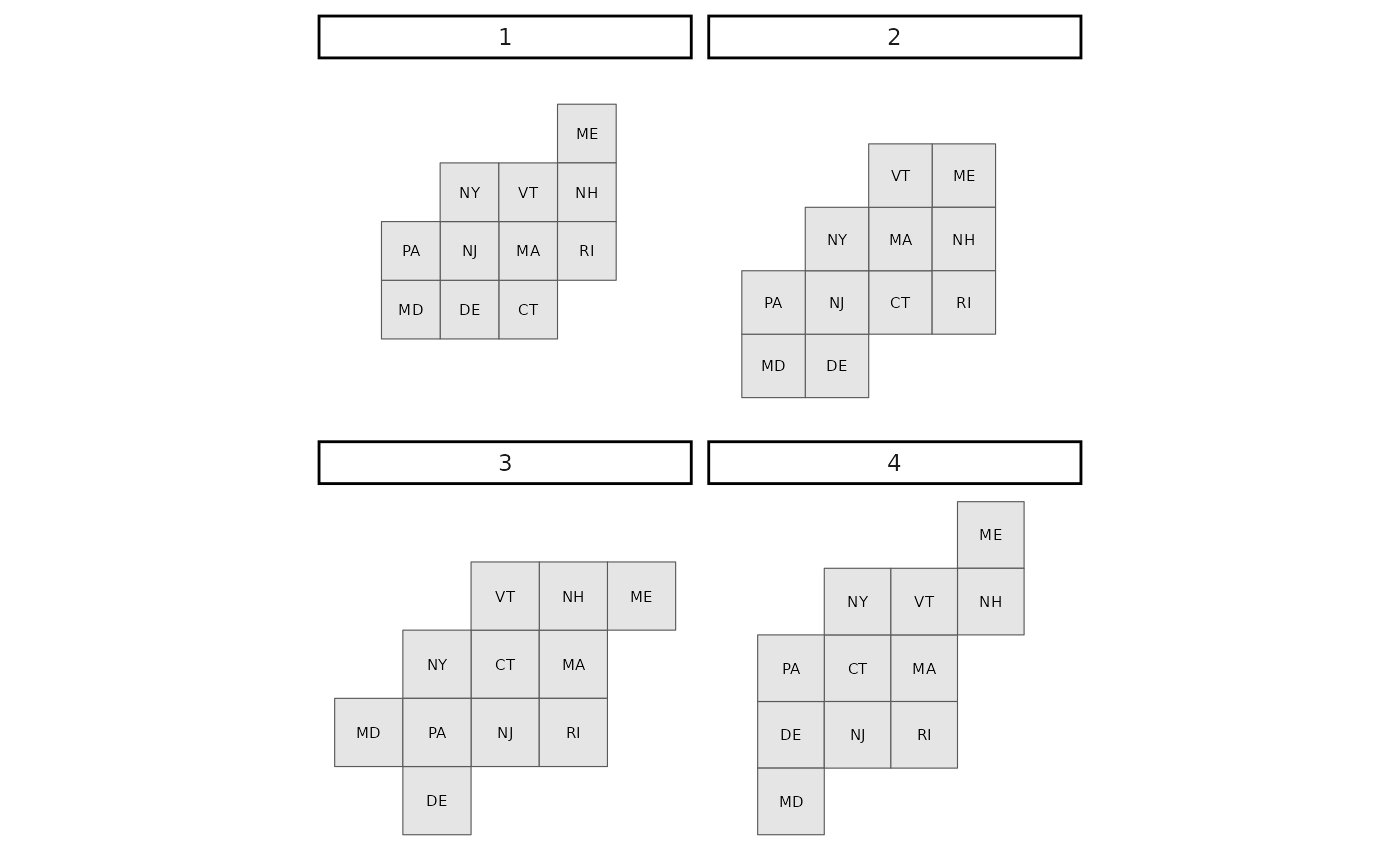 1
ME
NY VT NH
PA NJ MA RI
MD DE CT
2
VT ME
NY MA NH
PA NJ CT RI
MD DE
3
VT NH ME
NY CT MA
MD PA NJ RI
DE
4
ME
NY VT NH
PA CT MA
DE NJ RI
MD